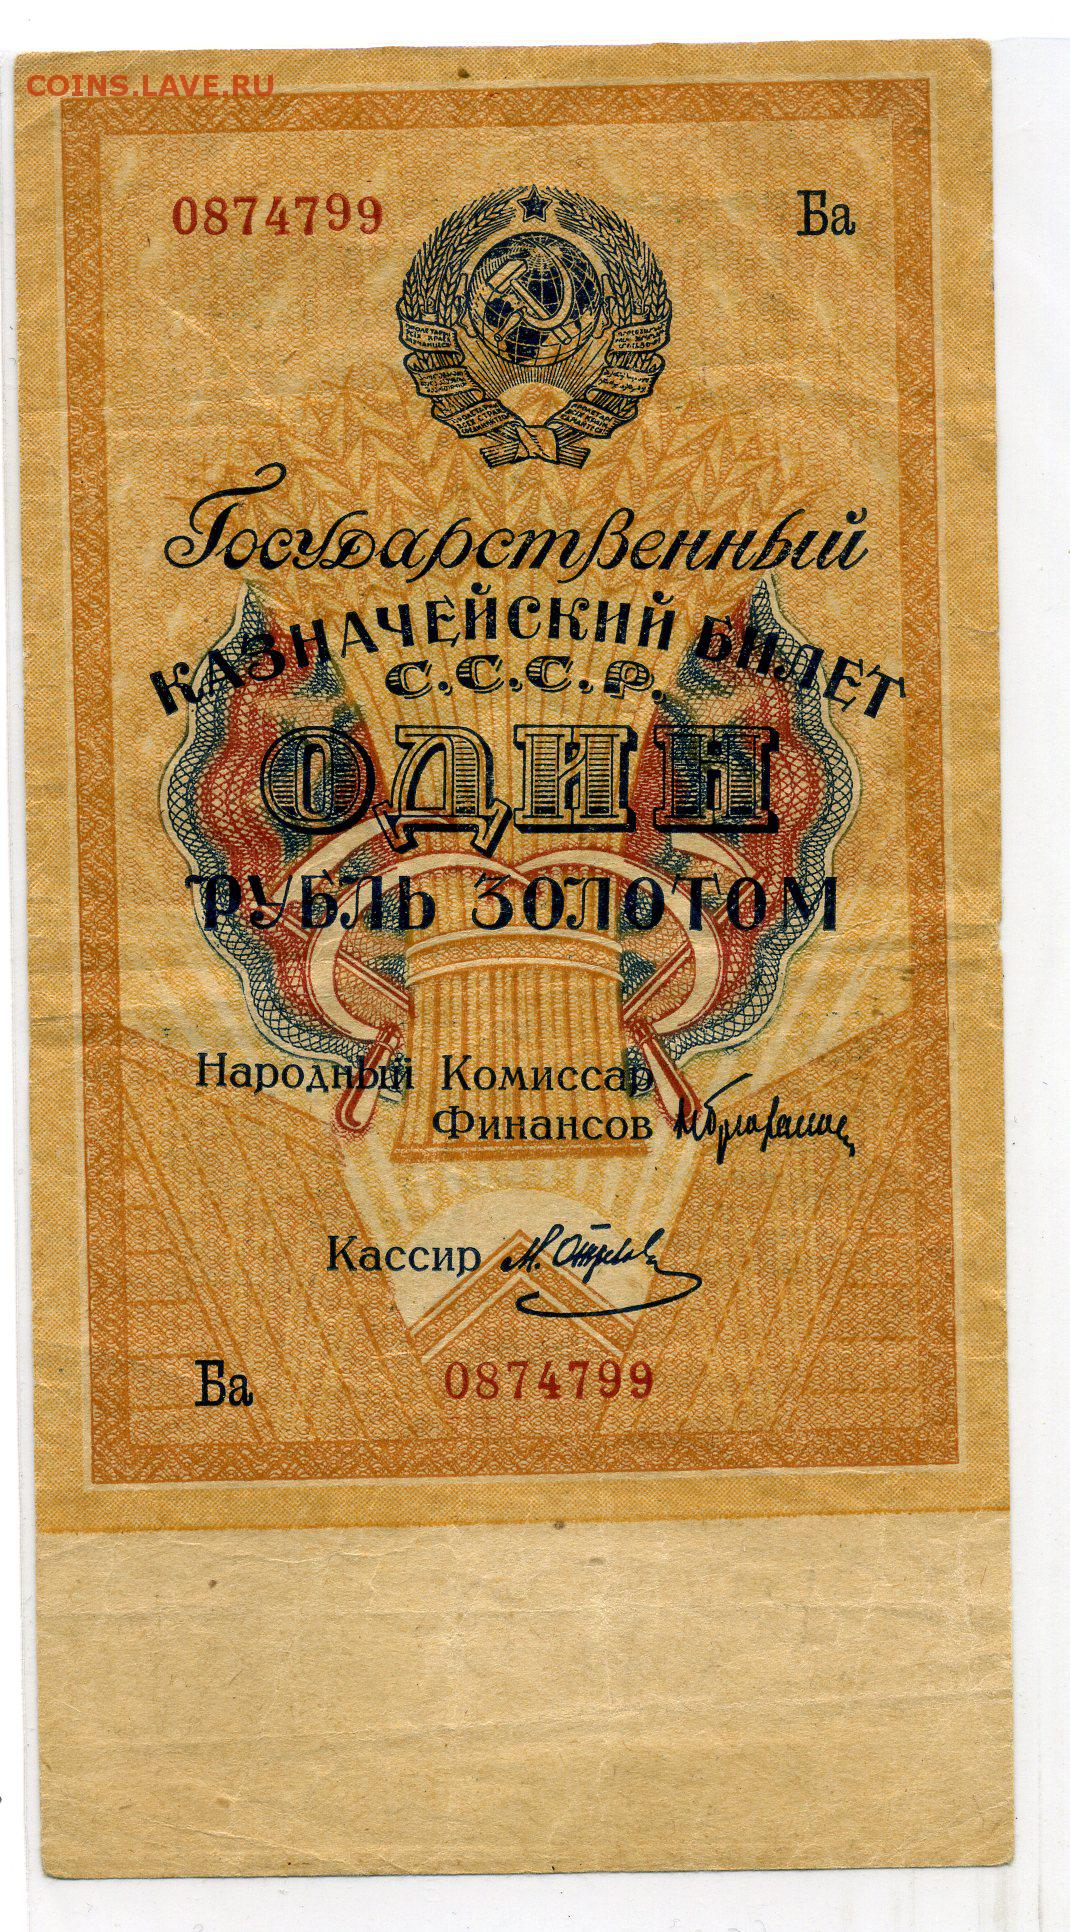 COINS.LAVE.RU
0874799 Ба
Государственный
КАЗНАЧЕЙСКИЙ БИЛЕТ
С.С.С.Р.
ОДИН
РУБЛЬ ЗОЛОТОМ
Народный Комиссар
Финансов
Кассир
Ба 0874799